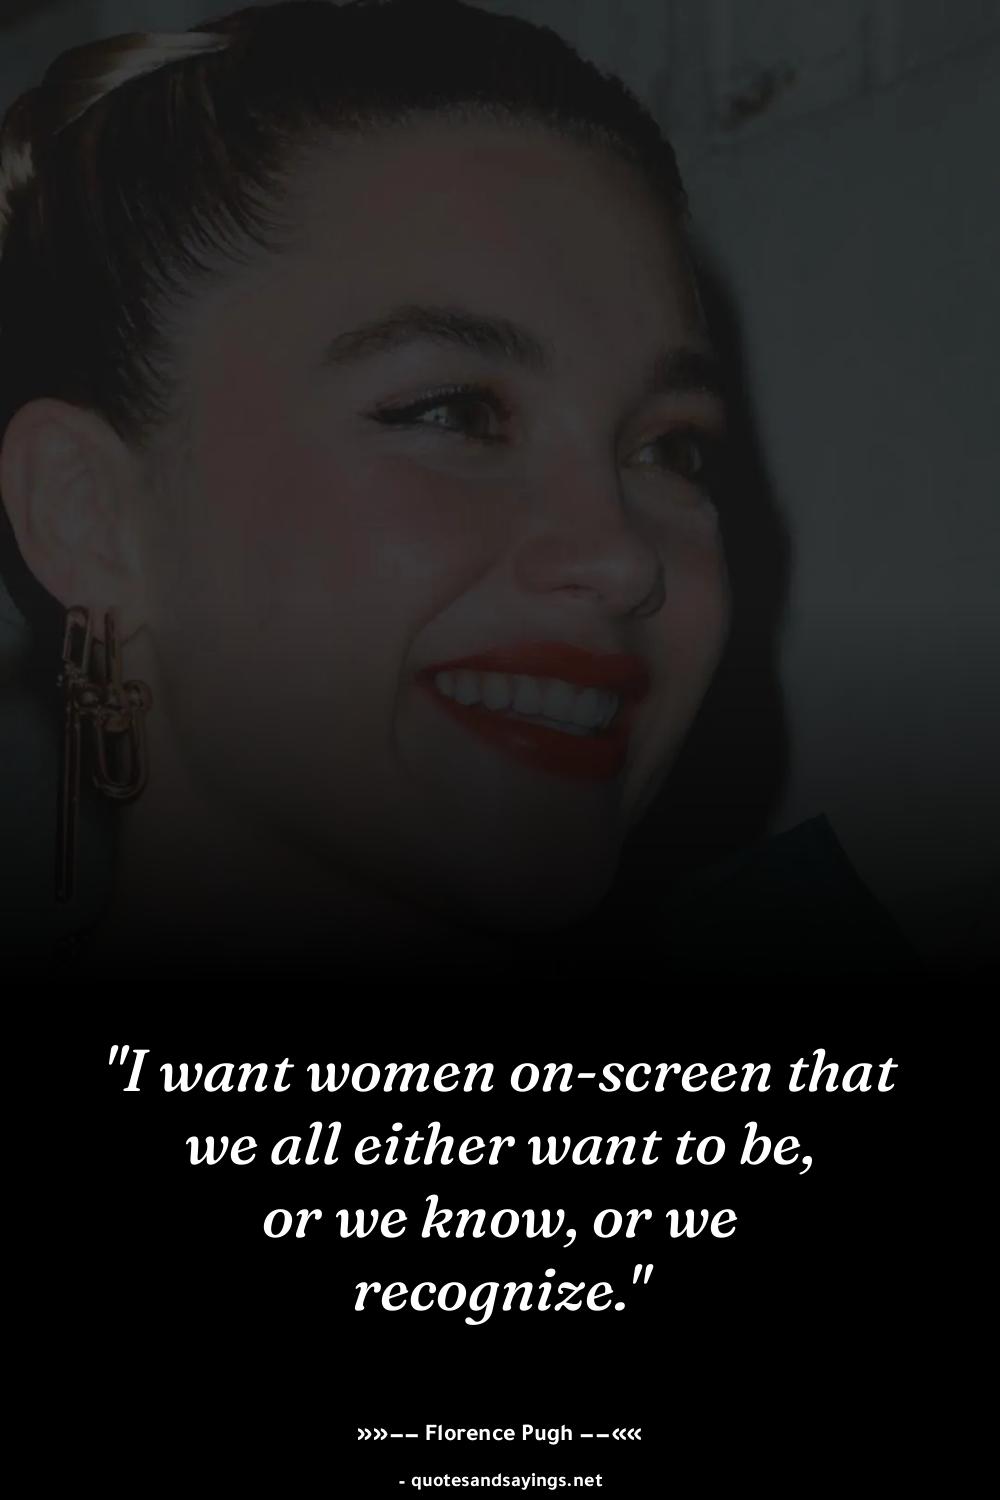 "I want women on-screen that
we all either want to be,
or we know, or we
recognize."
»»–– Florence Pugh ––««
- quotesandsayings.net